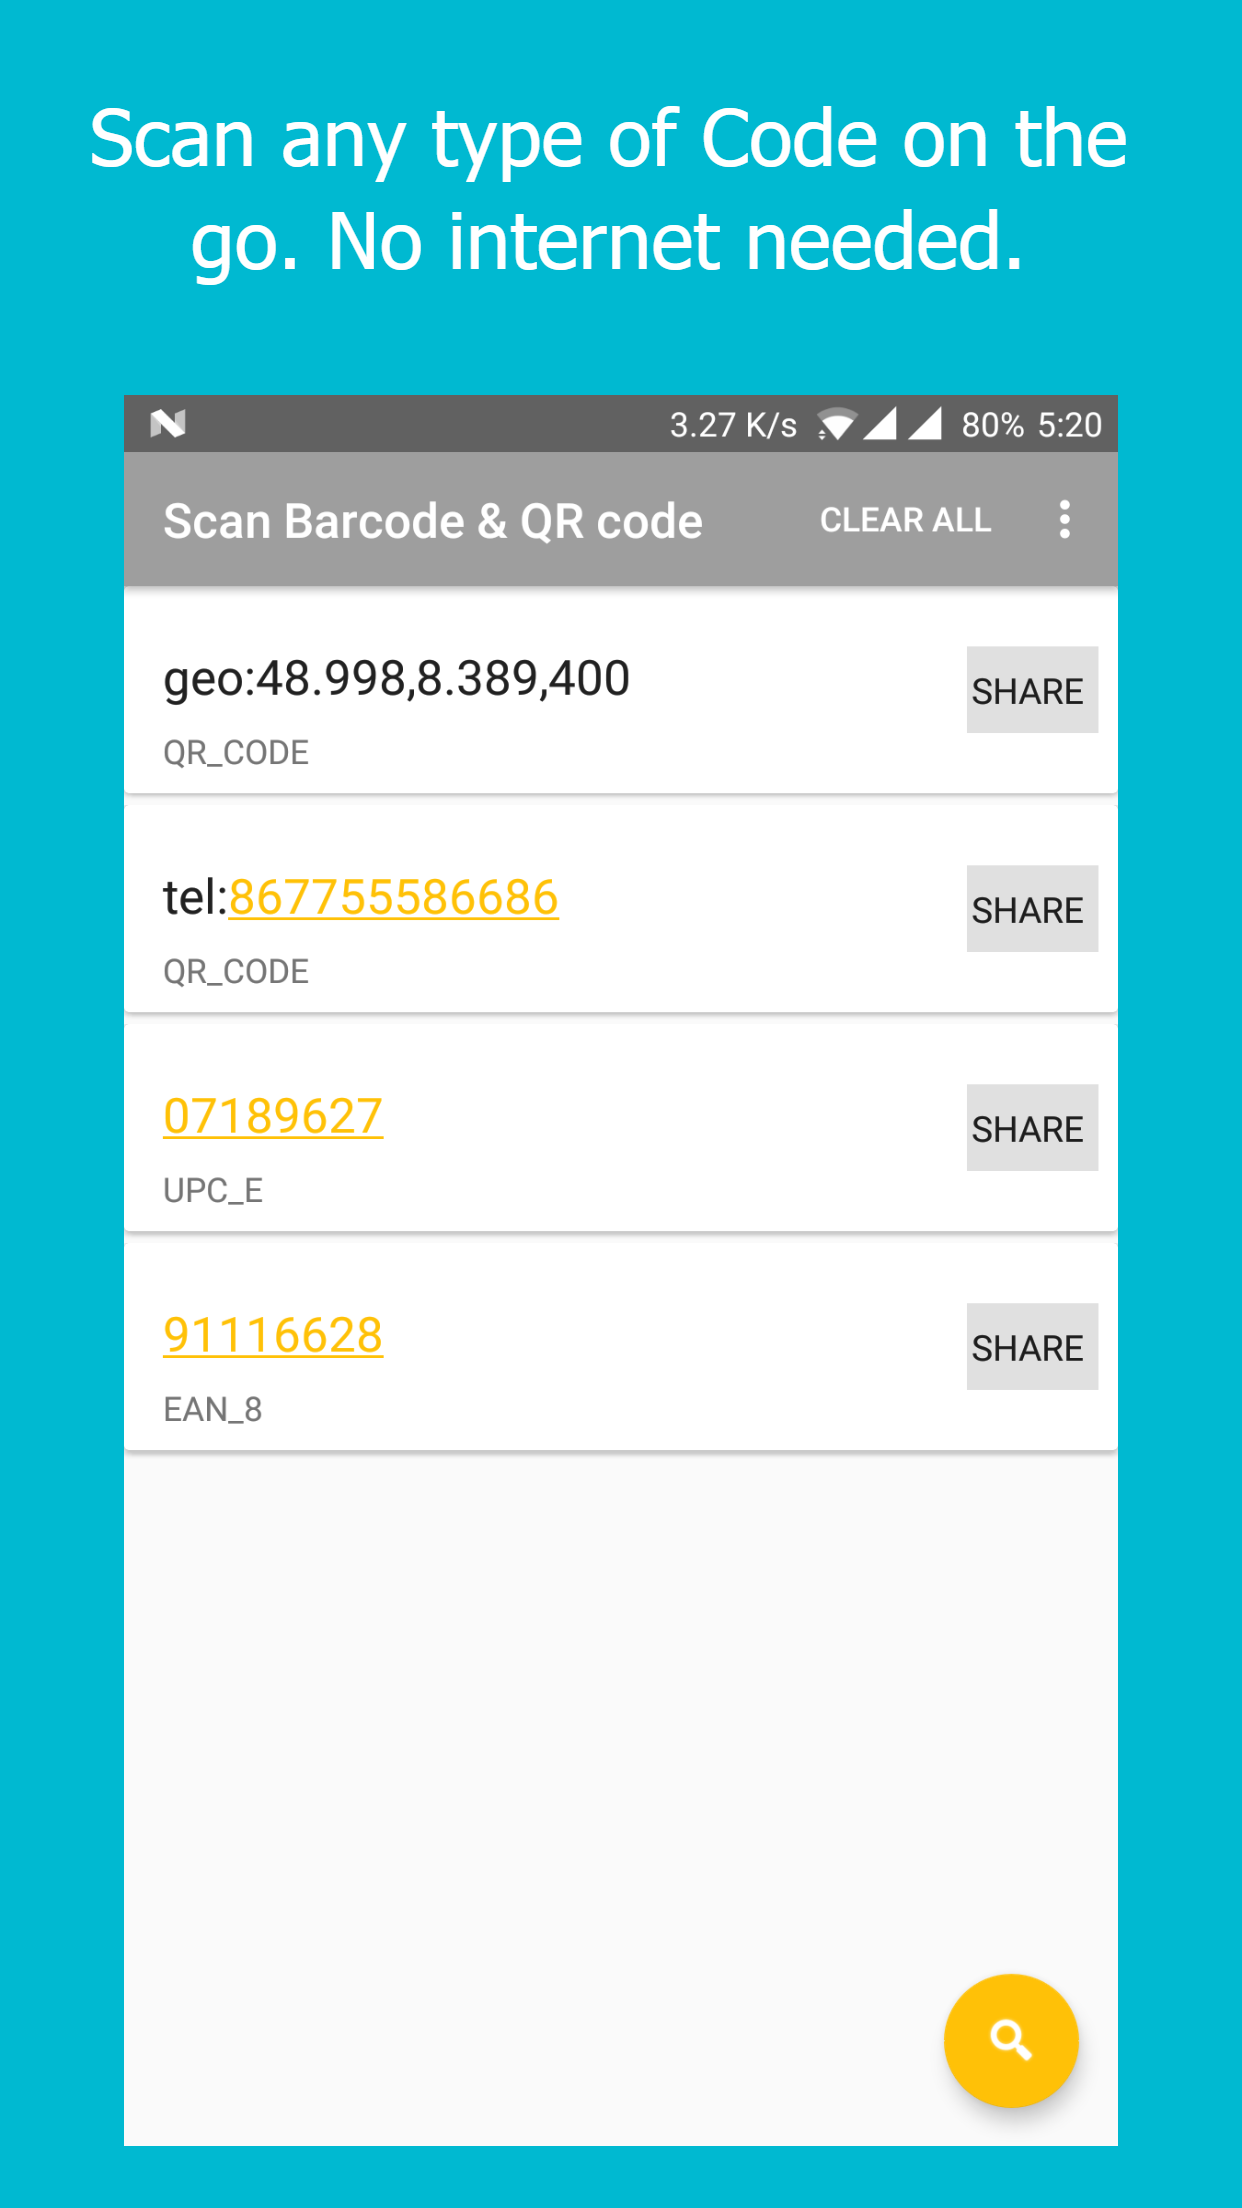 Scan any type of Code on the
go. No internet needed.
3.27 K/s 80% 5:20
Scan Barcode & QR code CLEAR ALL
geo:48.998,8.389,400
SHARE
QR_CODE
tel:867755586686
SHARE
QR_CODE
07189627
SHARE
UPC_E
91116628
SHARE
EAN_8